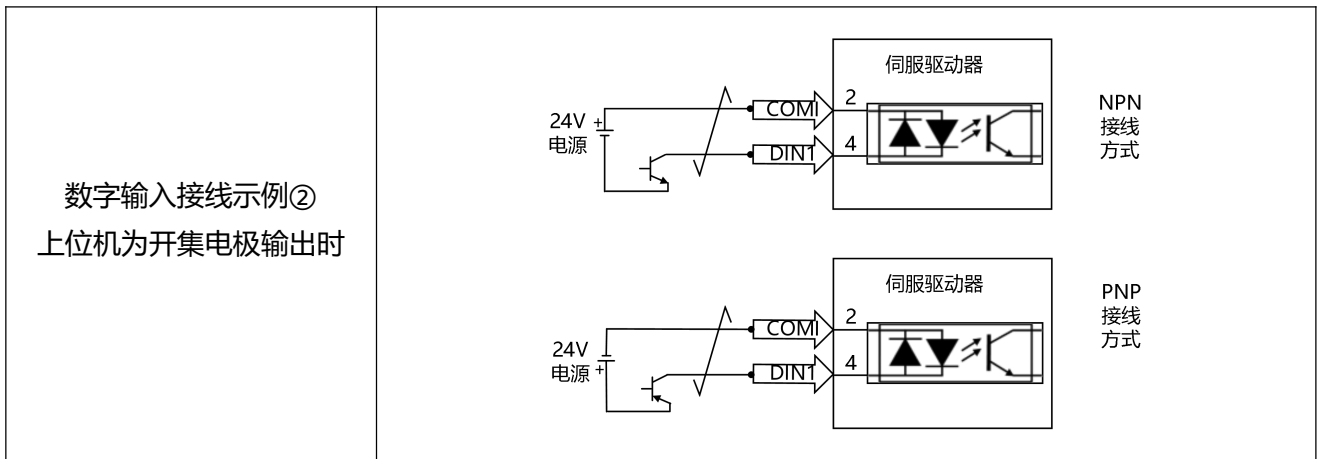 数字输入接线示例②
上位机为开集电极输出时
伺服驱动器
24V +
电源
COMI
2
DIN1
4
NPN
接线
方式
伺服驱动器
24V
电源 +
COMI
2
DIN1
4
PNP
接线
方式